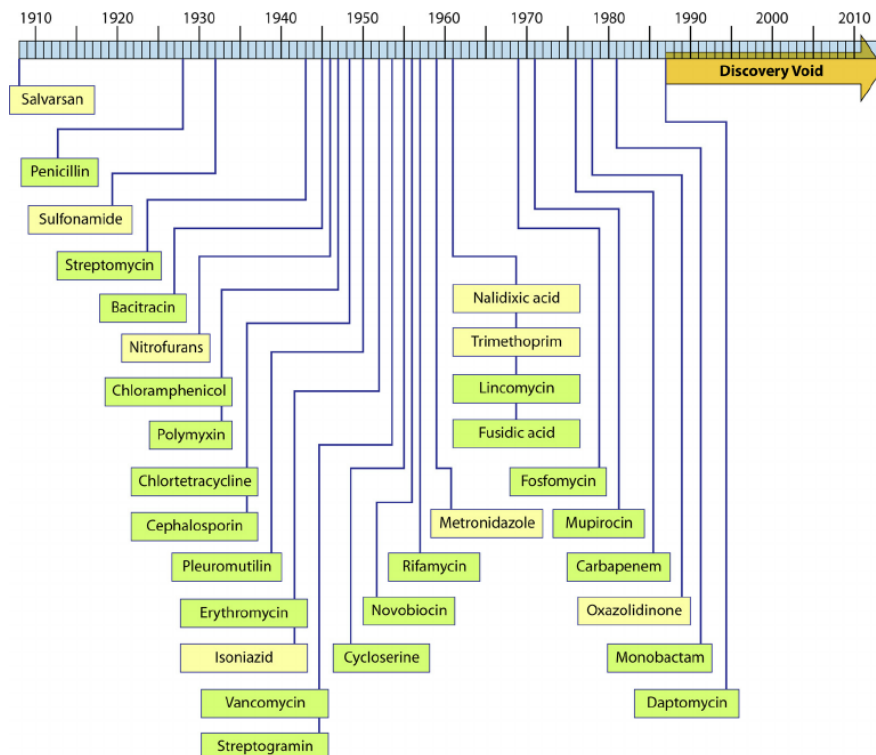 1910 1920 1930 1940 1950 1960 1970 1980 1990 2000 2010
Discovery Void
Salvarsan
Penicillin
Sulfonamide
Streptomycin
Bacitracin
Nitrofurans
Chloramphenicol
Polymyxin
Chlortetracycline
Cephalosporin
Pleuromutilin
Erythromycin
Isoniazid
Vancomycin
Streptogramin
Cycloserine
Novobiocin
Rifamycin
Metronidazole
Nalidixic acid
Trimethoprim
Lincomycin
Fusidic acid
Fosfomycin
Mupirocin
Carbapenem
Oxazolidinone
Monobactam
Daptomycin